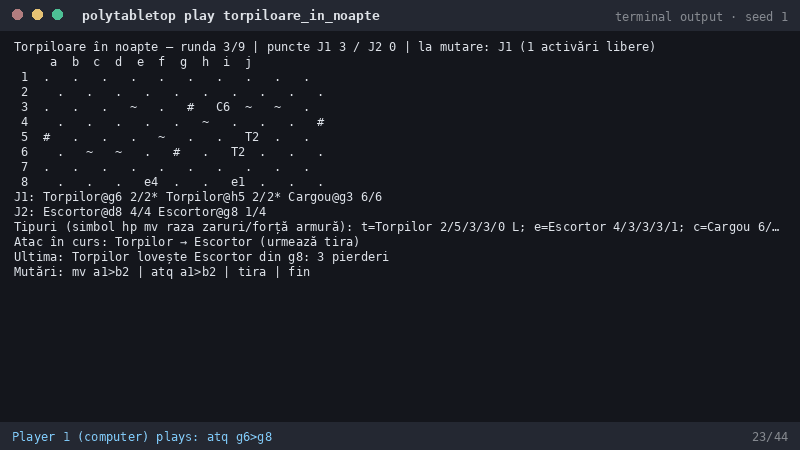 polytabletop play torpiloare_in_noapte
terminal output · seed 1
Torpiloare în noapte — runda 3/9 | puncte J1 3 / J2 0 | la mutare: J1 (1 activări libere)
a b c d e f g h i j
1 . . . . . . . . . .
2 . . . . . . . . . .
3 . . . ~ . # C6 ~ ~ .
4 . . . . . ~ . . . #
5 # . . . ~ . . T2 . .
6 . ~ ~ . # . T2 . . .
7 . . . . . . . . . .
8 . . . e4 . . e1 . . .
J1: Torpilor@g6 2/2* Torpilor@h5 2/2* Cargou@g3 6/6
J2: Escortor@d8 4/4 Escortor@g8 1/4
Tipuri (simbol hp mv raza zaruri/forță armură): t=Torpilor 2/5/3/3/0 L; e=Escortor 4/3/3/3/1; c=Cargou 6/…
Atac în curs: Torpilor → Escortor (urmează tira)
Ultima: Torpilor lovește Escortor din g8: 3 pierderi
Mutări: mv a1>b2 | atq a1>b2 | tira | fin
Player 1 (computer) plays: atq g6>g8
23/44